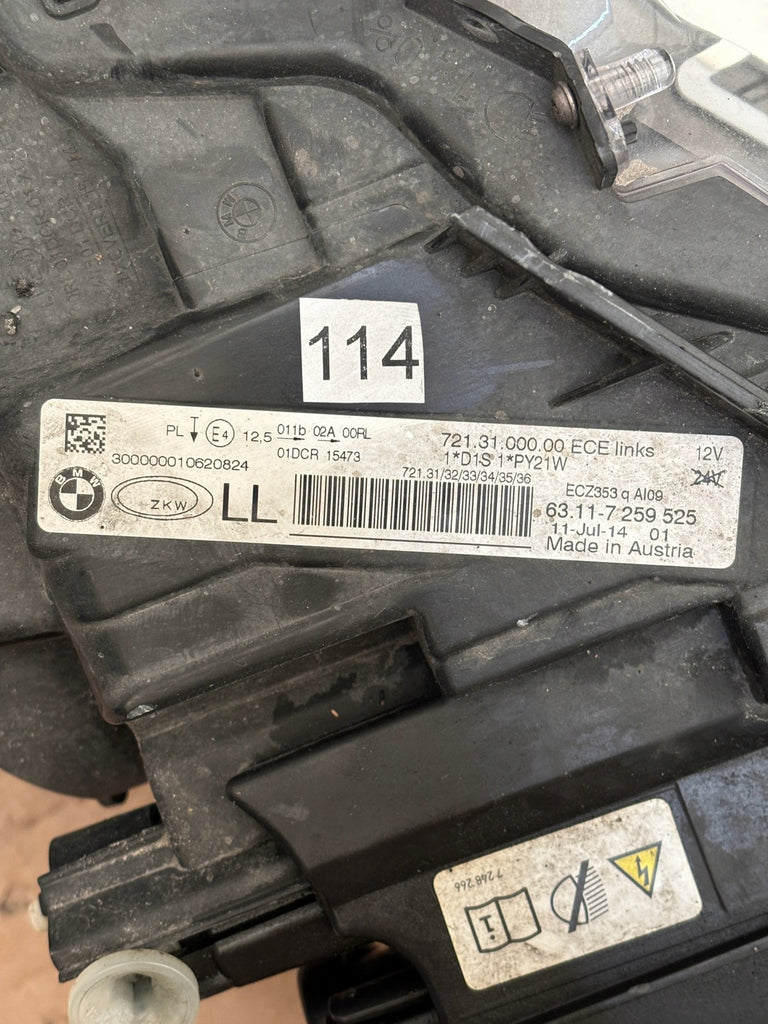 114
PL E4 12,5 011b 02A 00RL
01DCR 15473
300000010620824
721.31.000.00 ECE links 12V
1*D1S 1*PY21W 24V
721.31/32/33/34/35/36
BMW ZKW LL
ECZ353 q AI09
63.11-7 259 525
11-Jul-14 01
Made in Austria
BMW
7 248 266